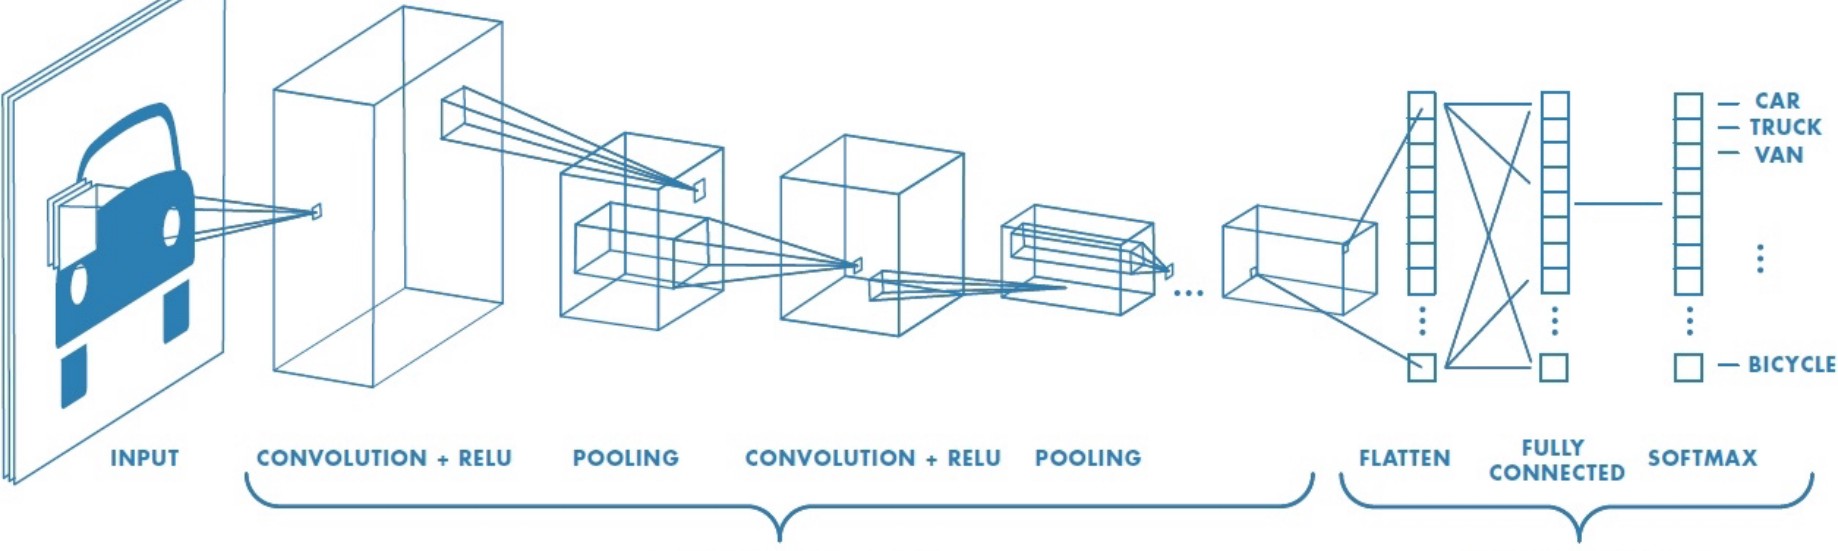 CAR
TRUCK
VAN
BICYCLE
INPUT
CONVOLUTION + RELU
POOLING
CONVOLUTION + RELU
POOLING
FLATTEN
FULLY
CONNECTED
SOFTMAX